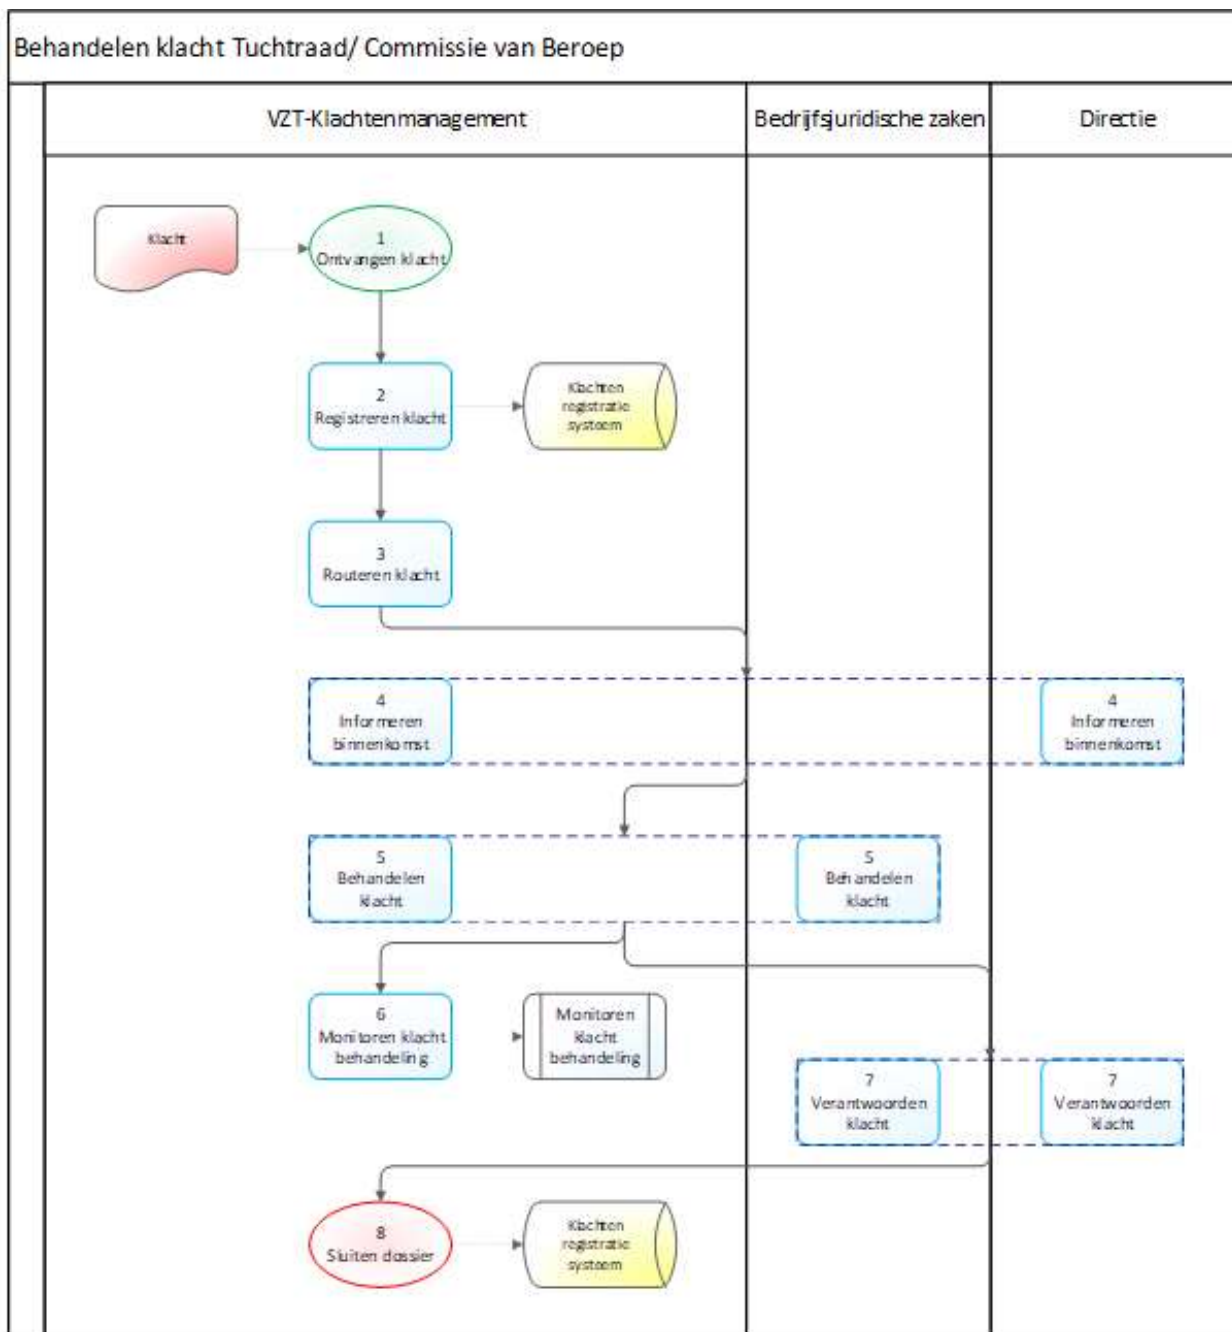 Behandelen klacht Tuchtraad/ Commissie van Beroep
VZT-Klachtenmanagement
Bedrijfsjuridische zaken
Directie
Klacht
1
Ontvangen klacht
2
Registreren klacht
Klachten
registratie
systeem
3
Routeren klacht
4
Informeren
binnenkomst
4
Informeren
binnenkomst
5
Behandelen
klacht
5
Behandelen
klacht
6
Monitoren klacht
behandeling
Monitoren
klacht
behandeling
7
Verantwoorden
klacht
7
Verantwoorden
klacht
8
Sluiten dossier
Klachten
registratie
systeem